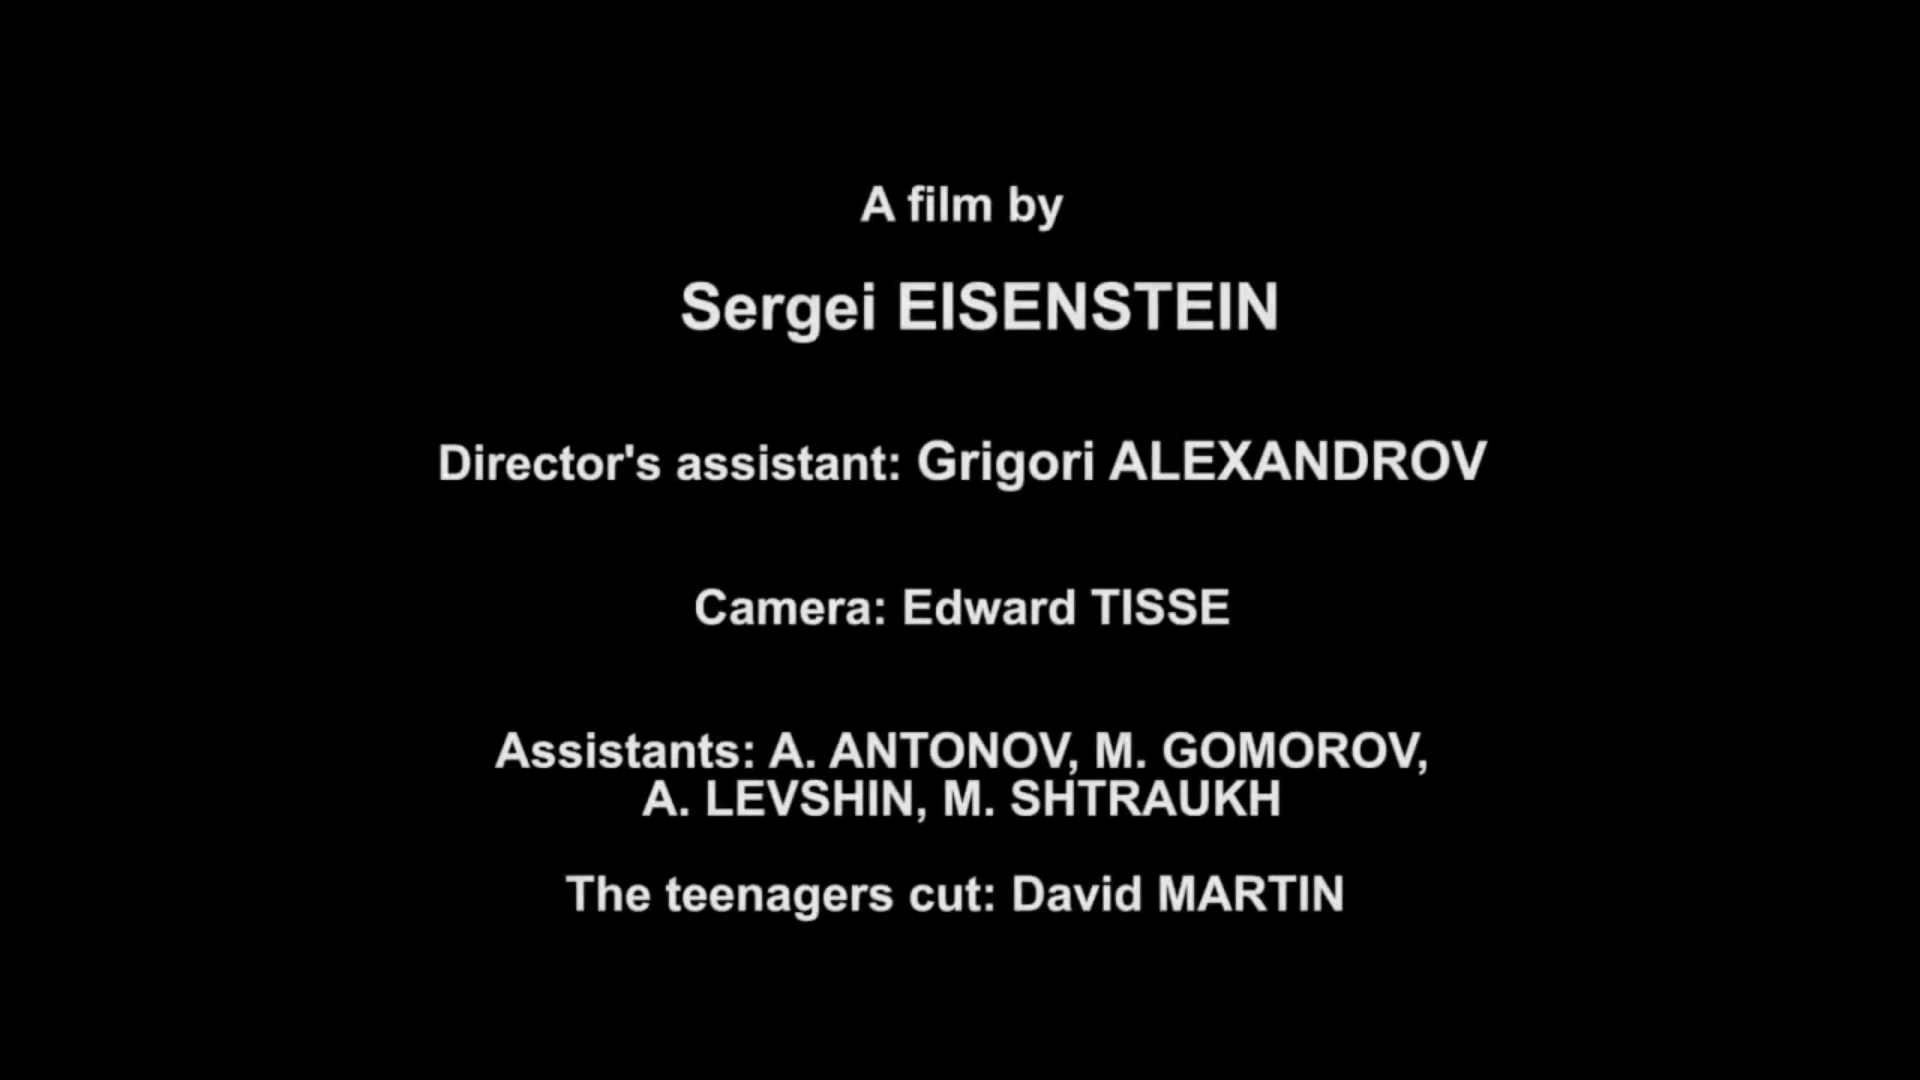 A film by
Sergei EISENSTEIN
Director's assistant: Grigori ALEXANDROV
Camera: Edward TISSE
Assistants: A. ANTONOV, M. GOMOROV,
A. LEVSHIN, M. SHTRAUKH
The teenagers cut: David MARTIN